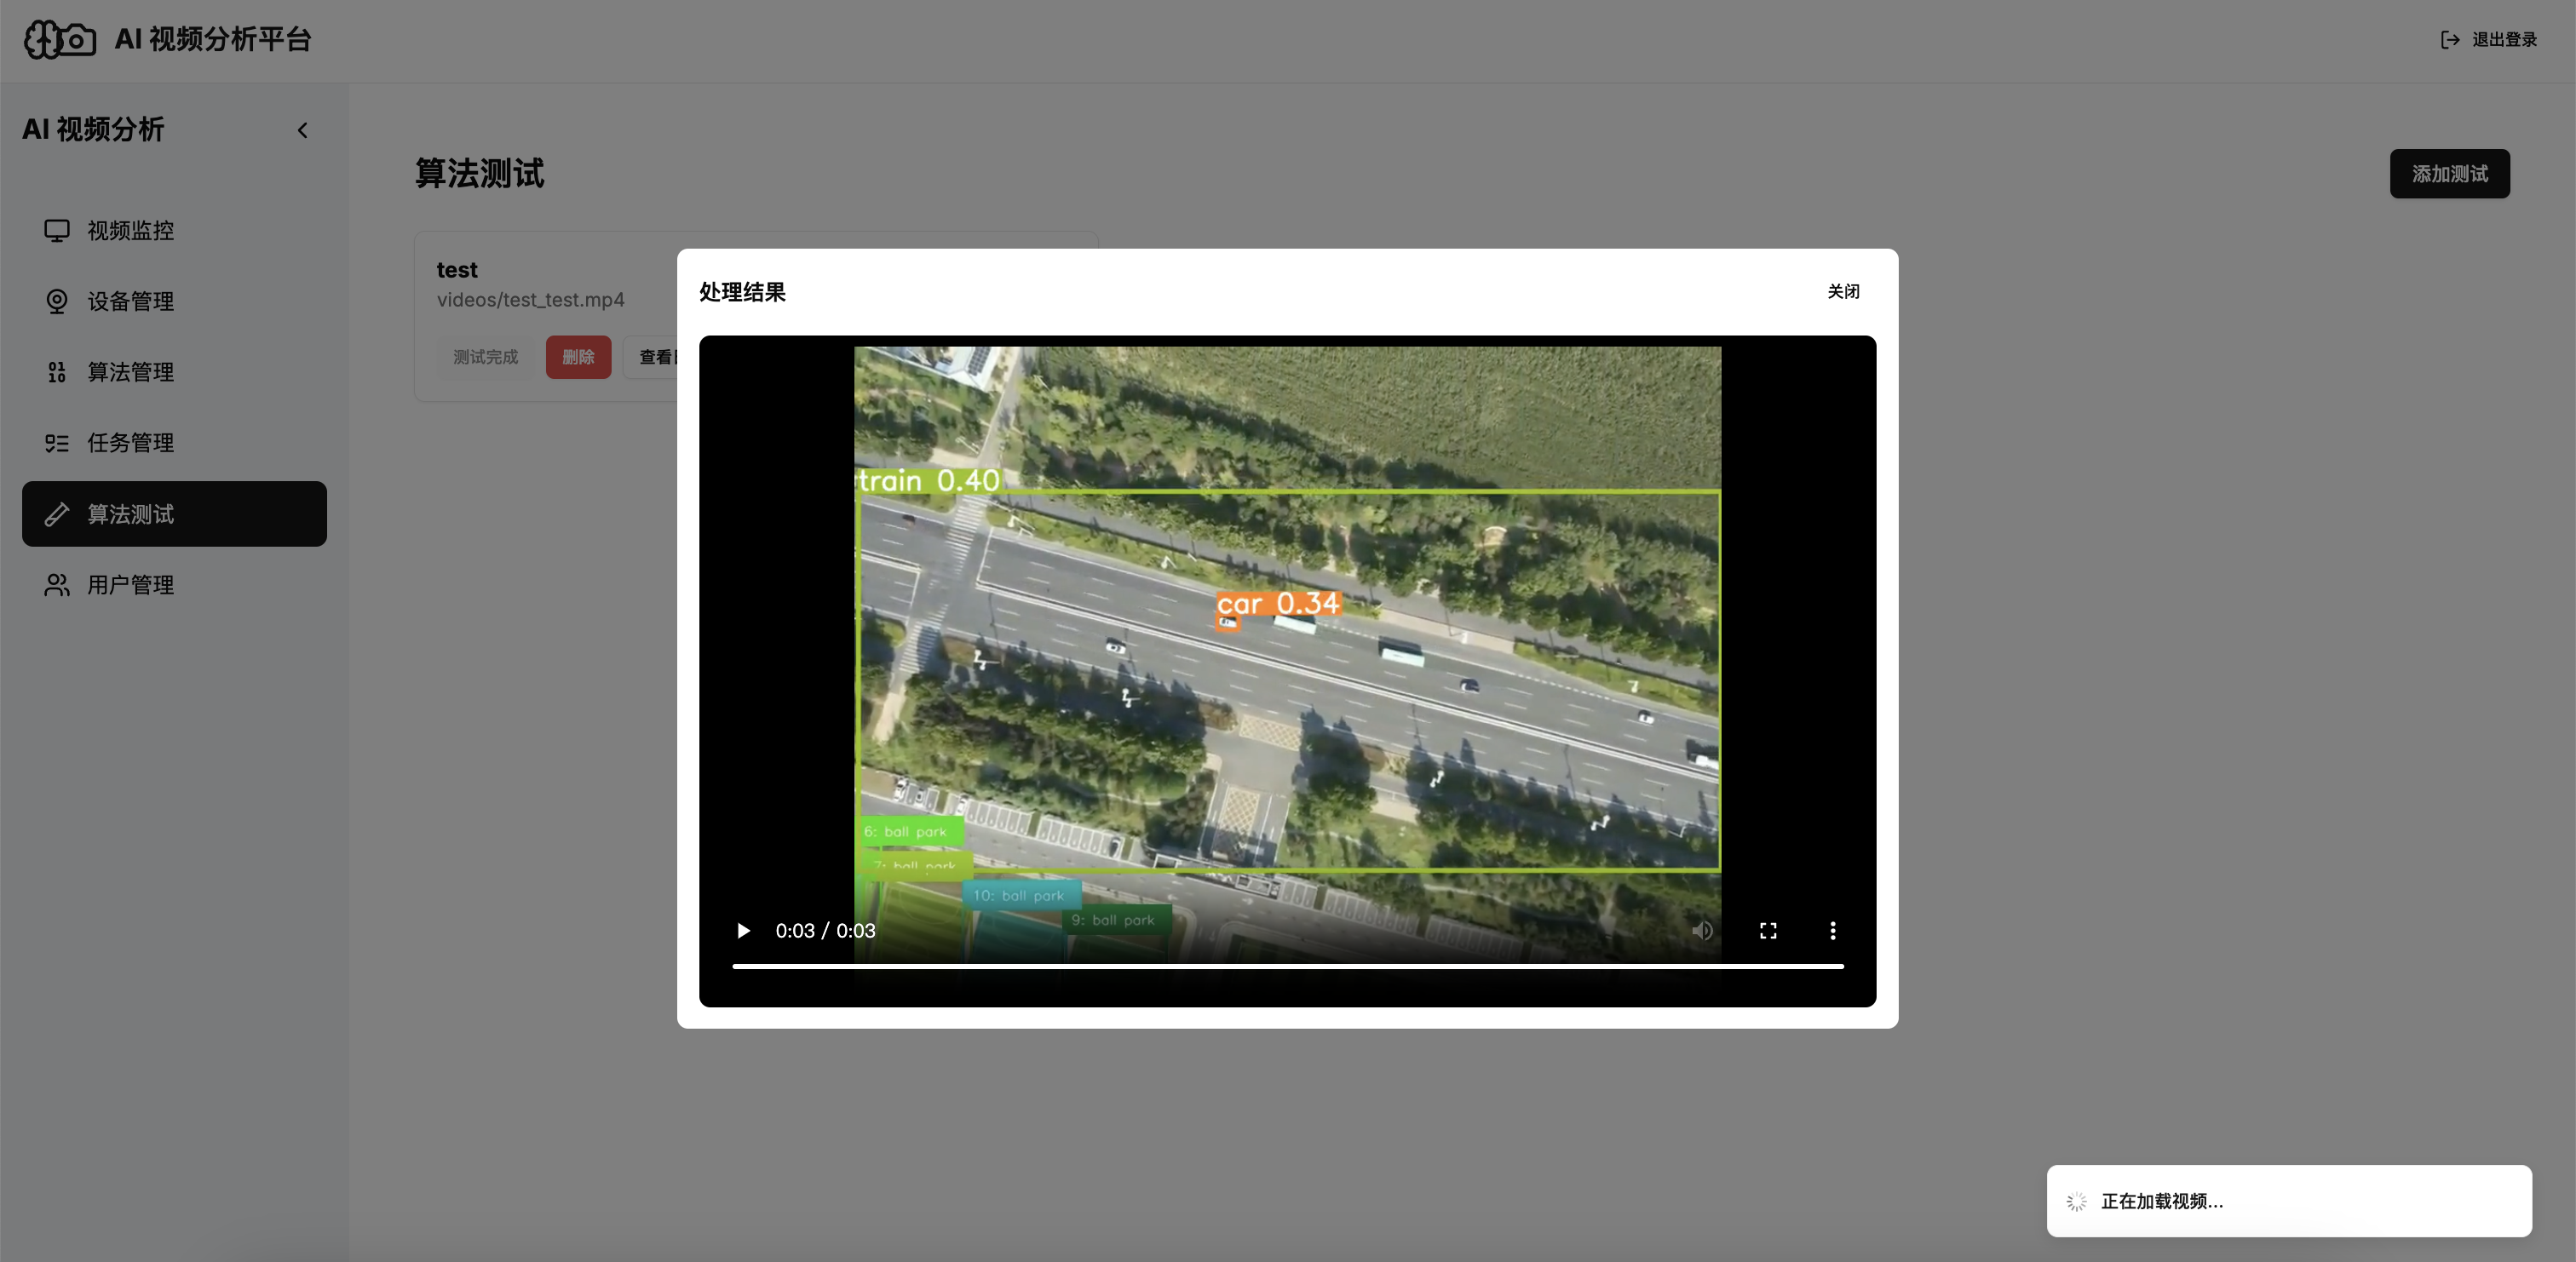 AI 视频分析平台
退出登录
AI 视频分析
视频监控
设备管理
算法管理
任务管理
算法测试
用户管理
算法测试
添加测试
test
videos/test_test.mp4
测试完成
删除
查看
处理结果
关闭
train 0.40
car 0.34
6: ball park
7: ball park
10: ball park
9: ball park
0:03 / 0:03
正在加载视频...